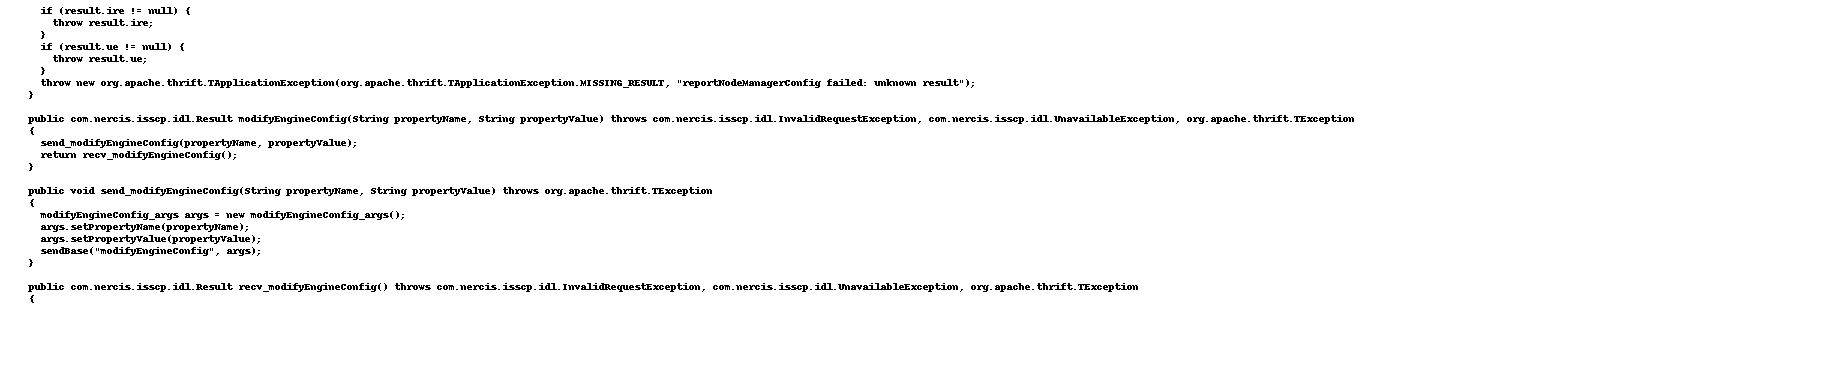 if (result.ire != null) {
throw result.ire;
}
if (result.ue != null) {
throw result.ue;
}
throw new org.apache.thrift.TApplicationException(org.apache.thrift.TApplicationException.MISSING_RESULT, "reportNodeManagerConfig failed: unknown result");
}
public com.nercis.isscp.idl.Result modifyEngineConfig(String propertyName, String propertyValue) throws com.nercis.isscp.idl.InvalidRequestException, com.nercis.isscp.idl.UnavailableException, org.apache.thrift.TException
{
send_modifyEngineConfig(propertyName, propertyValue);
return recv_modifyEngineConfig();
}
public void send_modifyEngineConfig(String propertyName, String propertyValue) throws org.apache.thrift.TException
{
modifyEngineConfig_args args = new modifyEngineConfig_args();
args.setPropertyName(propertyName);
args.setPropertyValue(propertyValue);
sendBase("modifyEngineConfig", args);
}
public com.nercis.isscp.idl.Result recv_modifyEngineConfig() throws com.nercis.isscp.idl.InvalidRequestException, com.nercis.isscp.idl.UnavailableException, org.apache.thrift.TException
{